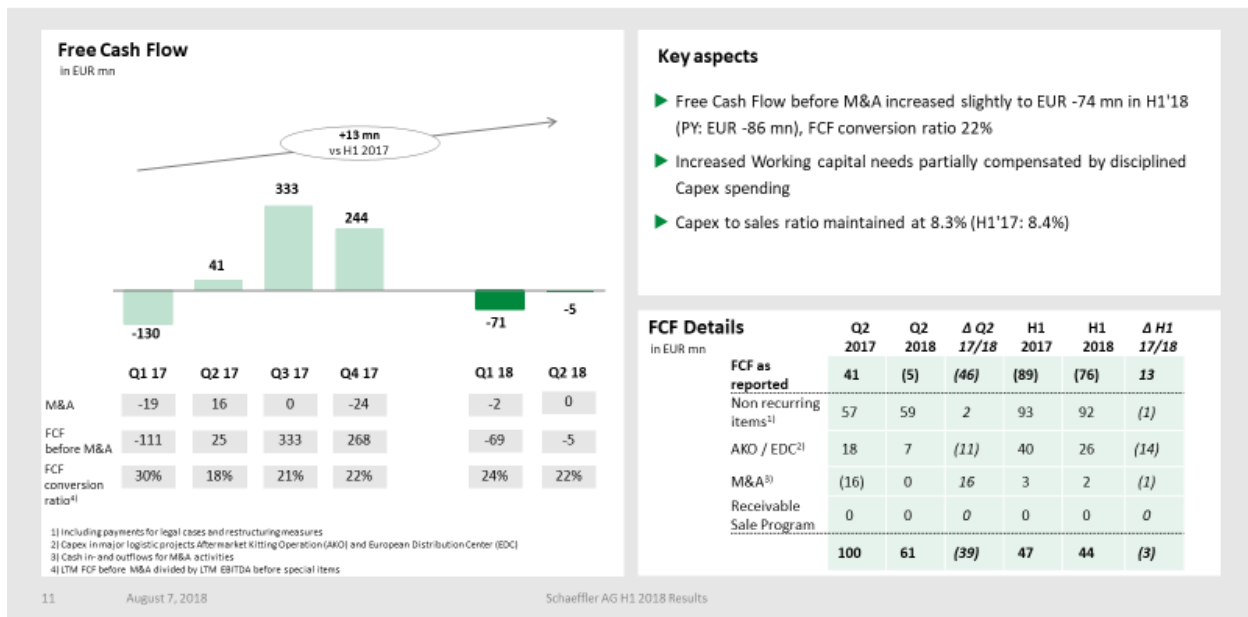 Free Cash Flow
in EUR mn
+13 mn
vs H1 2017
333
244
41
-130
-71
-5
Q1 17 Q2 17 Q3 17 Q4 17 Q1 18 Q2 18
M&A -19 16 0 -24 -2 0
FCF
before M&A -111 25 333 268 -69 -5
FCF
conversion
ratio4) 30% 18% 21% 22% 24% 22%
1) Including payments for legal cases and restructuring measures
2) Capex in major logistic projects Aftermarket Kitting Operation (AKO) and European Distribution Center (EDC)
3) Cash in- and outflows for M&A activities
4) LTM FCF before M&A divided by LTM EBITDA before special items
Key aspects
Free Cash Flow before M&A increased slightly to EUR -74 mn in H1'18
(PY: EUR -86 mn), FCF conversion ratio 22%
Increased Working capital needs partially compensated by disciplined
Capex spending
Capex to sales ratio maintained at 8.3% (H1'17: 8.4%)
FCF Details
in EUR mn
Q2 Q2 Δ Q2 H1 H1 Δ H1
2017 2018 17/18 2017 2018 17/18
FCF as
reported 41 (5) (46) (89) (76) 13
Non recurring
items1) 57 59 2 93 92 (1)
AKO / EDC2) 18 7 (11) 40 26 (14)
M&A3) (16) 0 16 3 2 (1)
Receivable
Sale Program 0 0 0 0 0 0
100 61 (39) 47 44 (3)
11 August 7, 2018 Schaeffler AG H1 2018 Results